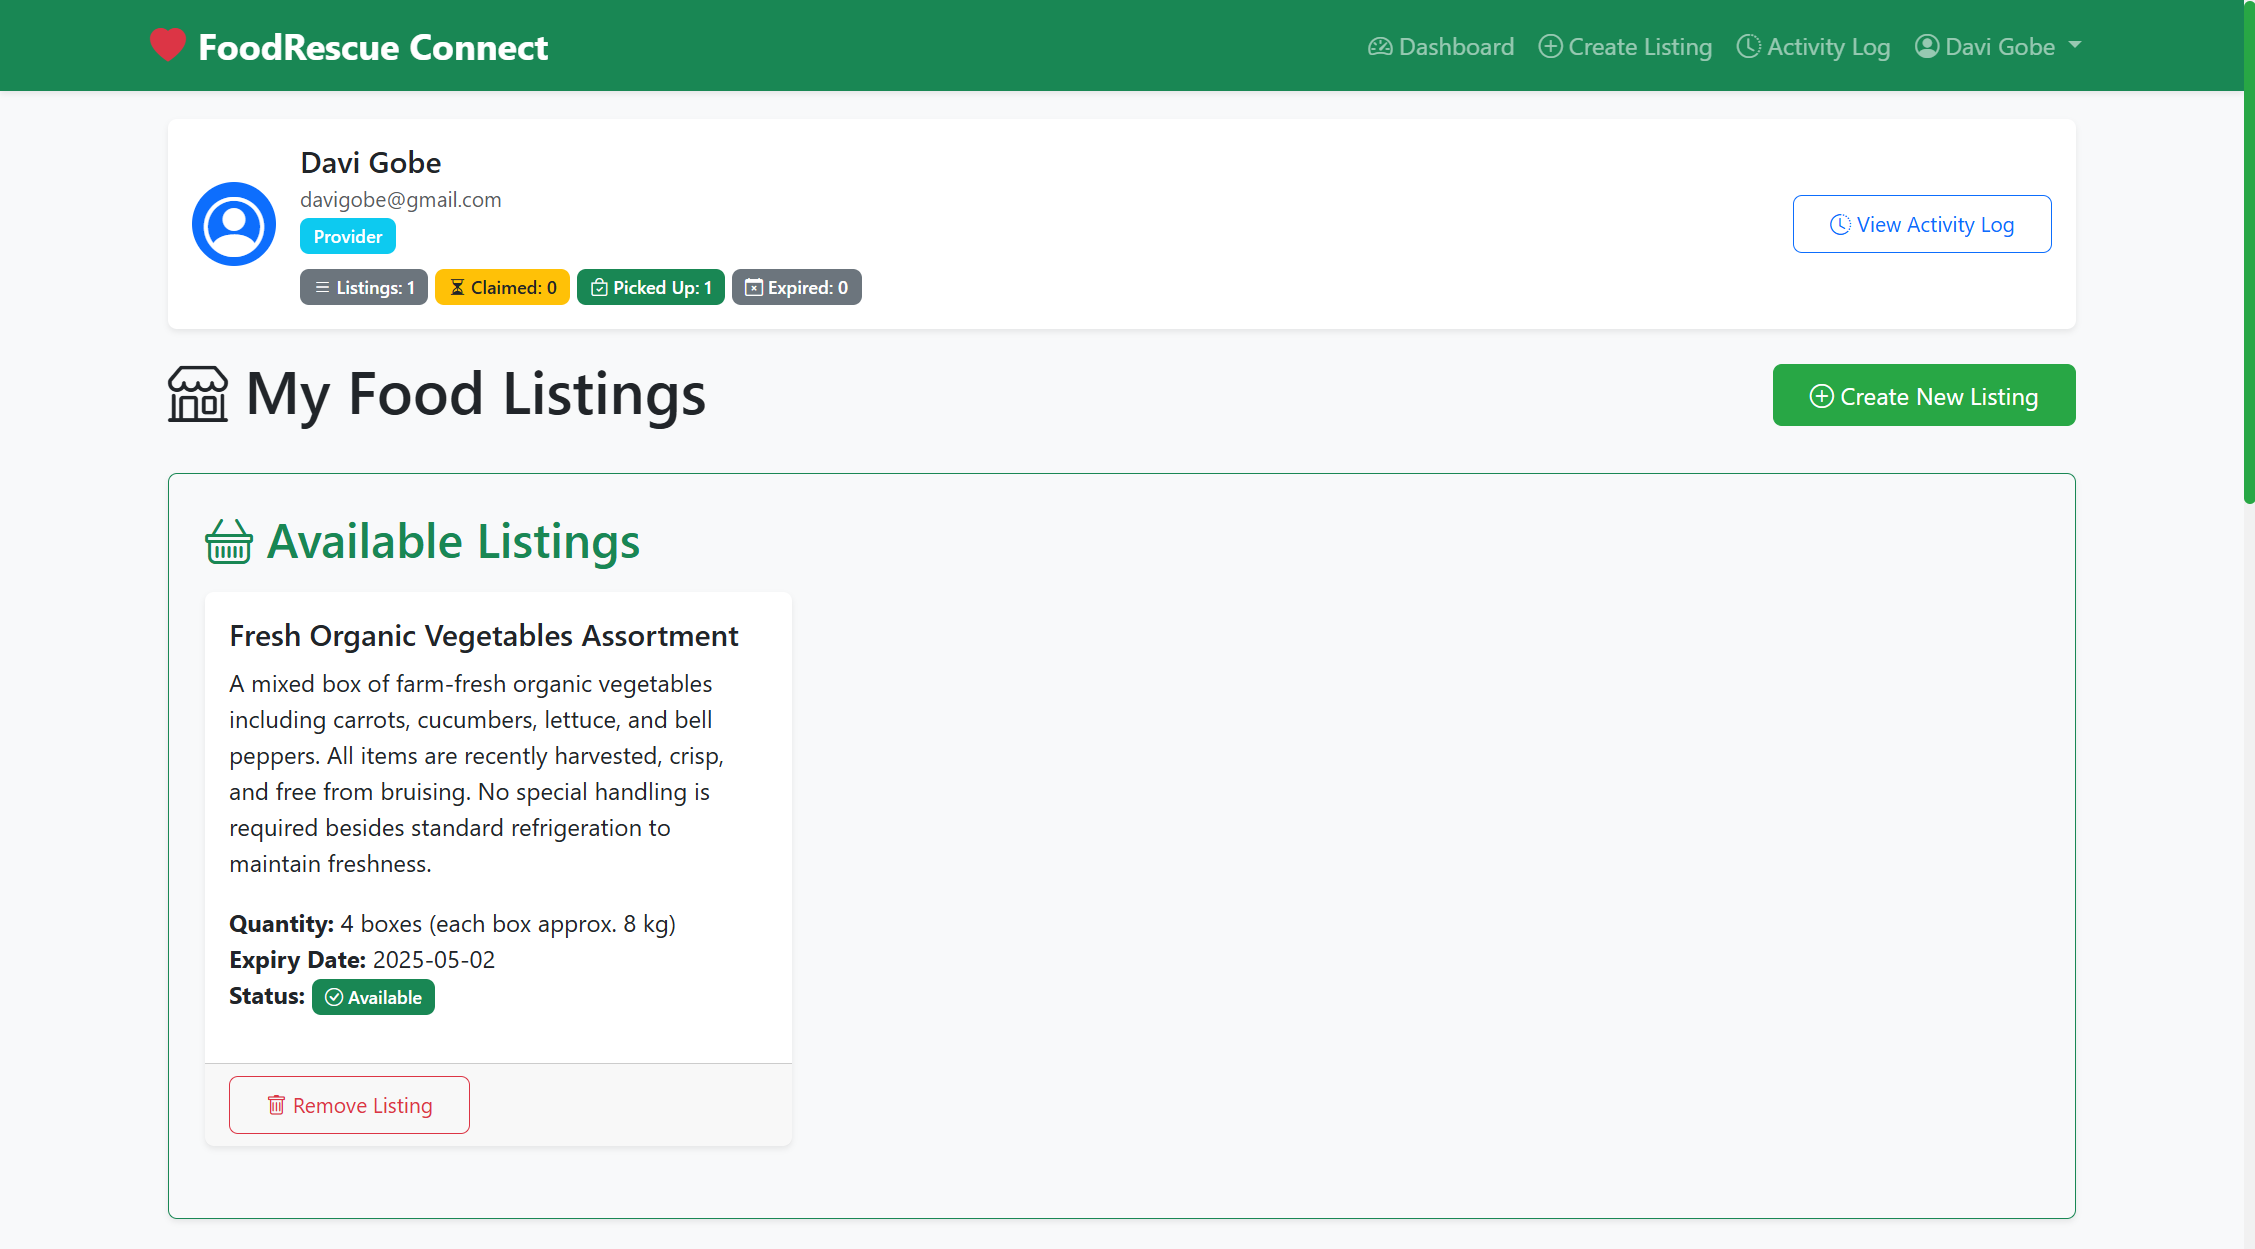 FoodRescue Connect
Dashboard Create Listing Activity Log Davi Gobe
Davi Gobe
davigobe@gmail.com
Provider
Listings: 1 Claimed: 0 Picked Up: 1 Expired: 0
View Activity Log
My Food Listings
Create New Listing
Available Listings
Fresh Organic Vegetables Assortment
A mixed box of farm-fresh organic vegetables
including carrots, cucumbers, lettuce, and bell
peppers. All items are recently harvested, crisp,
and free from bruising. No special handling is
required besides standard refrigeration to
maintain freshness.
Quantity: 4 boxes (each box approx. 8 kg)
Expiry Date: 2025-05-02
Status: Available
Remove Listing